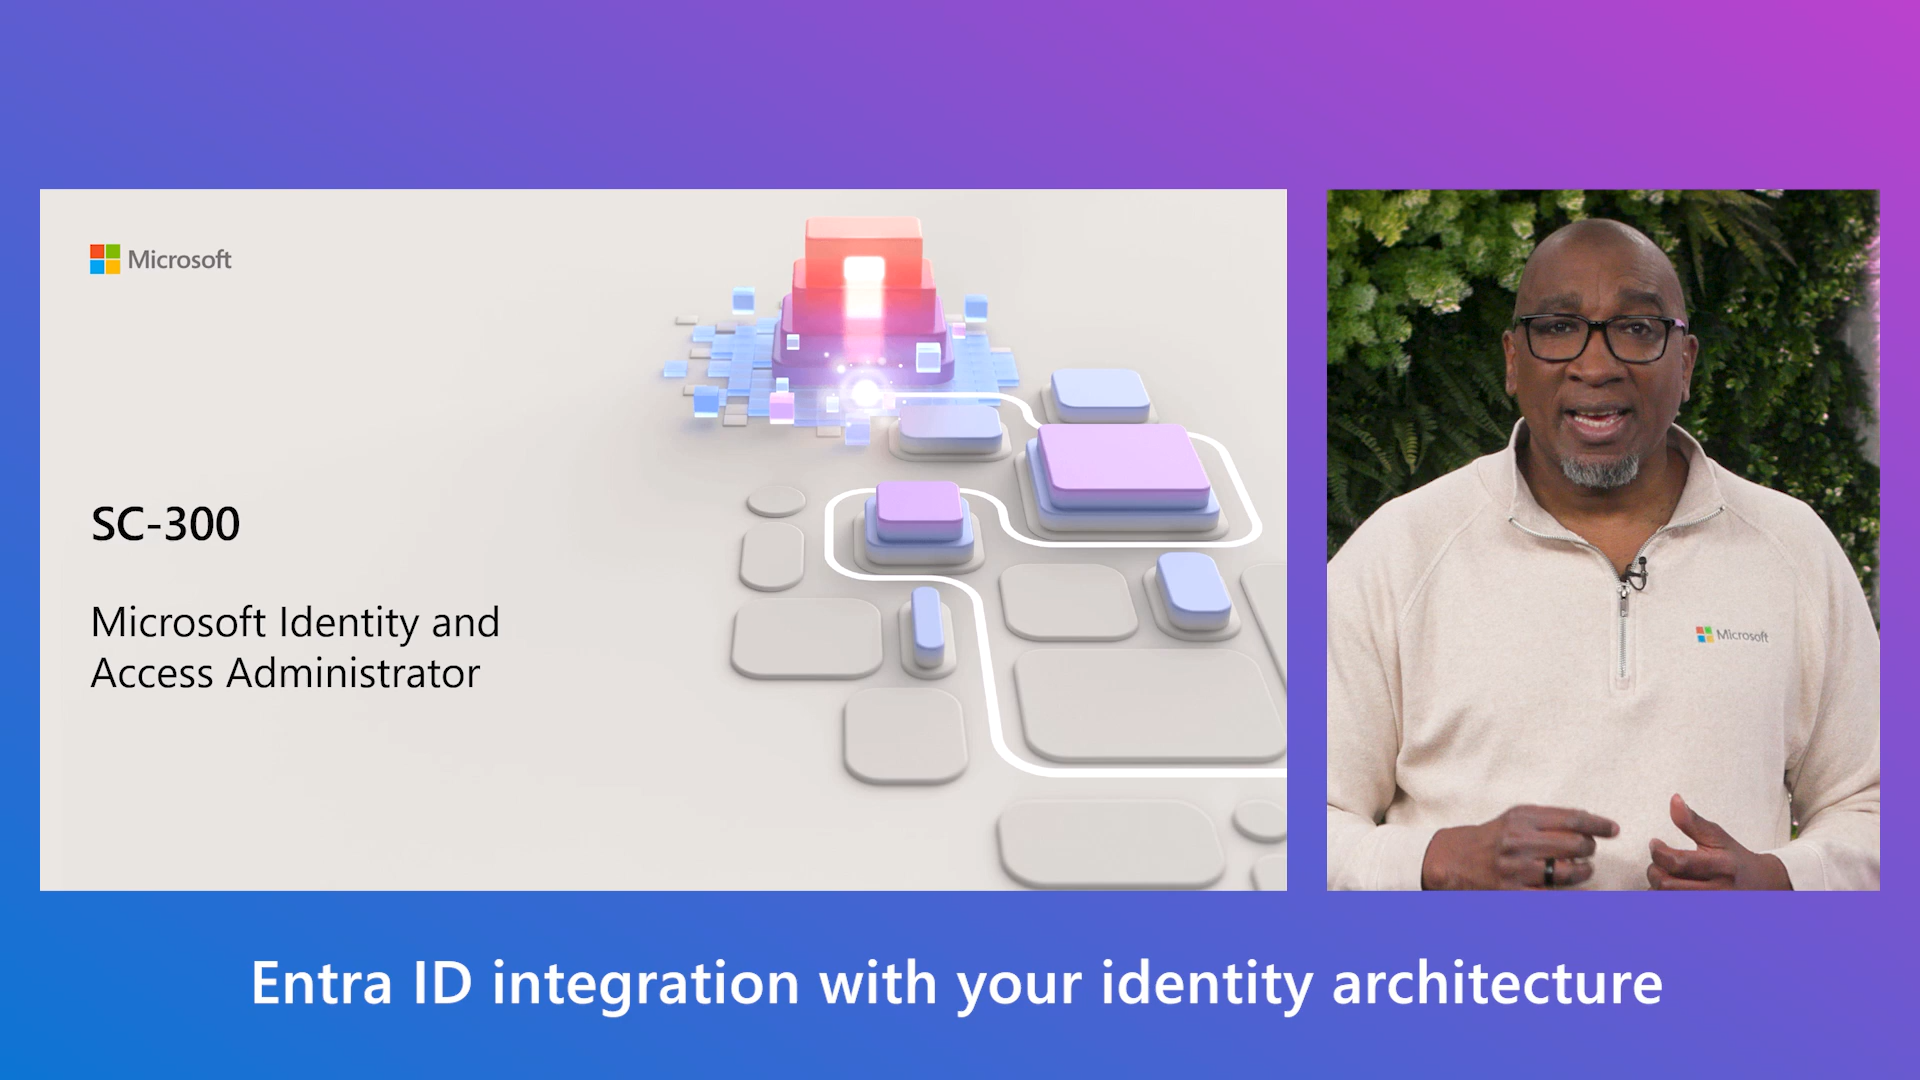 Microsoft
SC-300
Microsoft Identity and
Access Administrator
Microsoft
Entra ID integration with your identity architecture